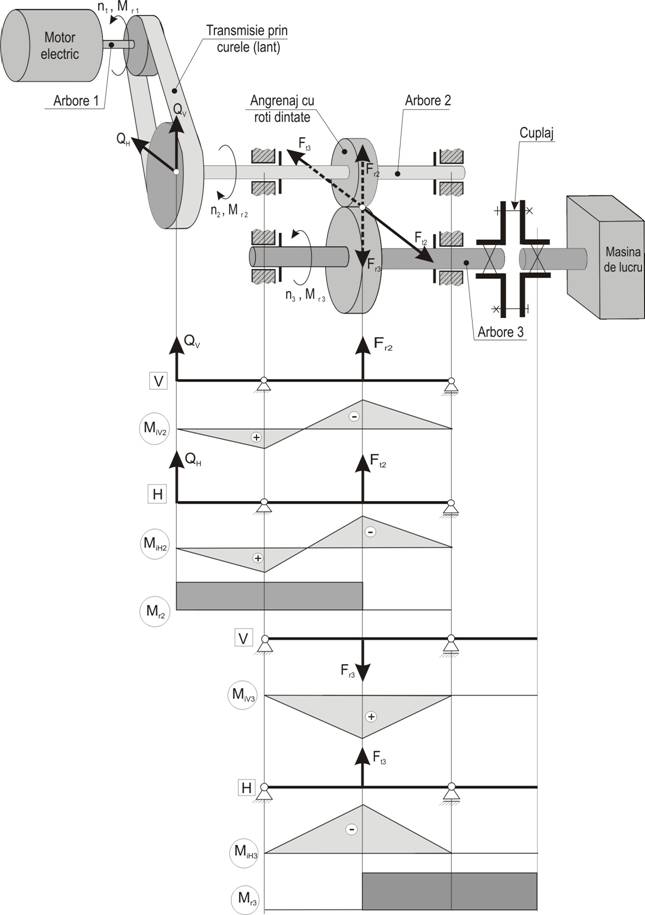 n1, Mr1
Motor
electric
Transmisie prin
curele (lant)
Arbore 1
QV
QH
Angrenaj cu
roti dintate
Arbore 2
Cuplaj
Ft3
Fr2
n2, Mr2
Ft2
Fr3
n3, Mr3
Masina
de lucru
Arbore 3
QV
Fr2
V
MiV2
-
+
QH
Ft2
H
MiH2
-
+
Mr2
V
Fr3
MiV3
+
Ft3
H
MiH3
-
Mr3